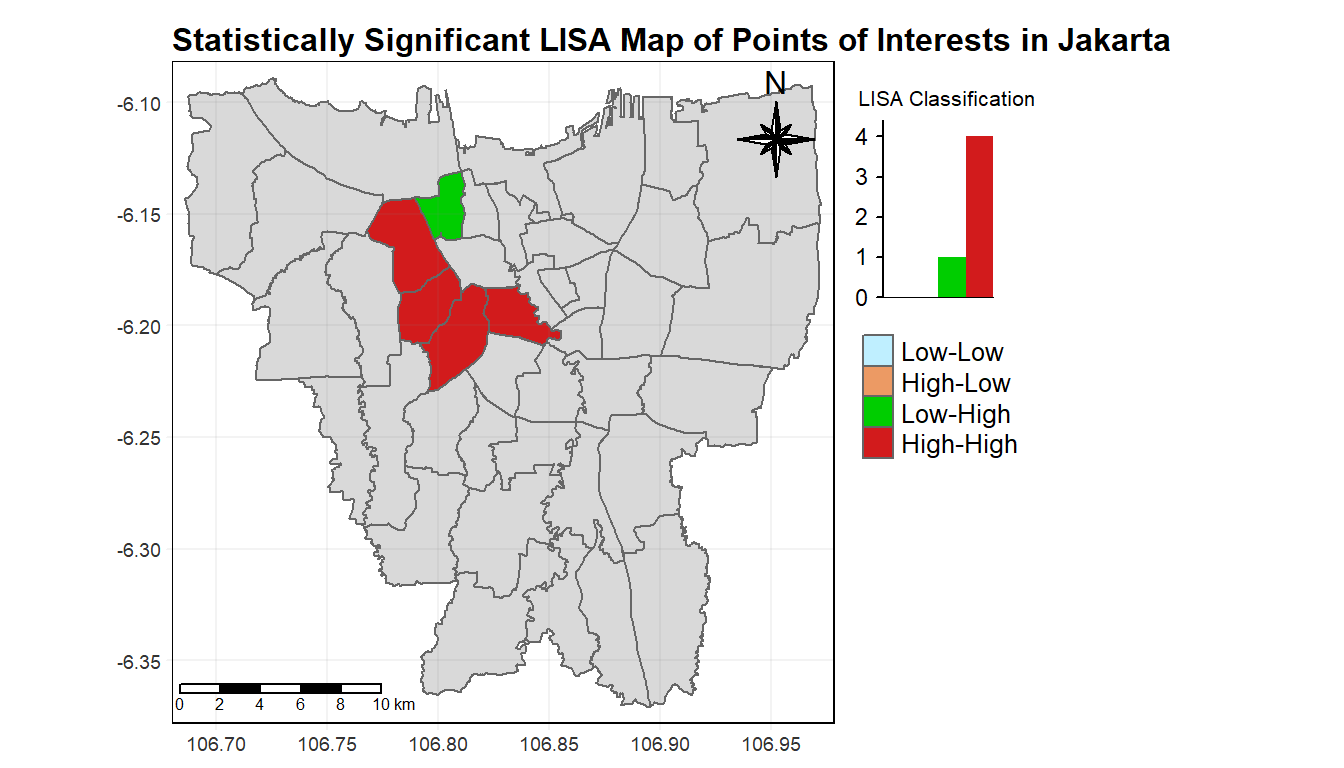 Statistically Significant LISA Map of Points of Interests in Jakarta
N
-6.10
-6.15
-6.20
-6.25
-6.30
-6.35
0 2 4 6 8 10 km
106.70 106.75 106.80 106.85 106.90 106.95
LISA Classification
4
3
2
1
0
Low-Low
High-Low
Low-High
High-High